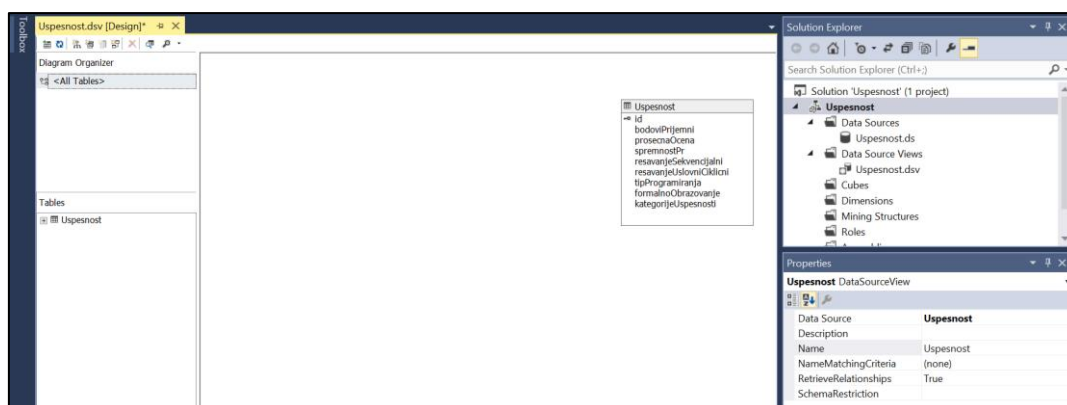 Toolbox
Uspesnost.dsv [Design]*
Diagram Organizer
<All Tables>
Tables
Uspesnost
Uspesnost
id
bodoviPrijemni
prosecnaOcena
spremnostPr
resavanjeSekvencijalni
resavanjeUslovniCiklicni
tipProgramiranja
formalnoObrazovanje
kategorijeUspesnosti
Solution Explorer
Search Solution Explorer (Ctrl+;)
Solution 'Uspesnost' (1 project)
Uspesnost
Data Sources
Uspesnost.ds
Data Source Views
Uspesnost.dsv
Cubes
Dimensions
Mining Structures
Roles
Properties
Uspesnost DataSourceView
Data Source Uspesnost
Description
Name Uspesnost
NameMatchingCriteria (none)
RetrieveRelationships True
SchemaRestriction